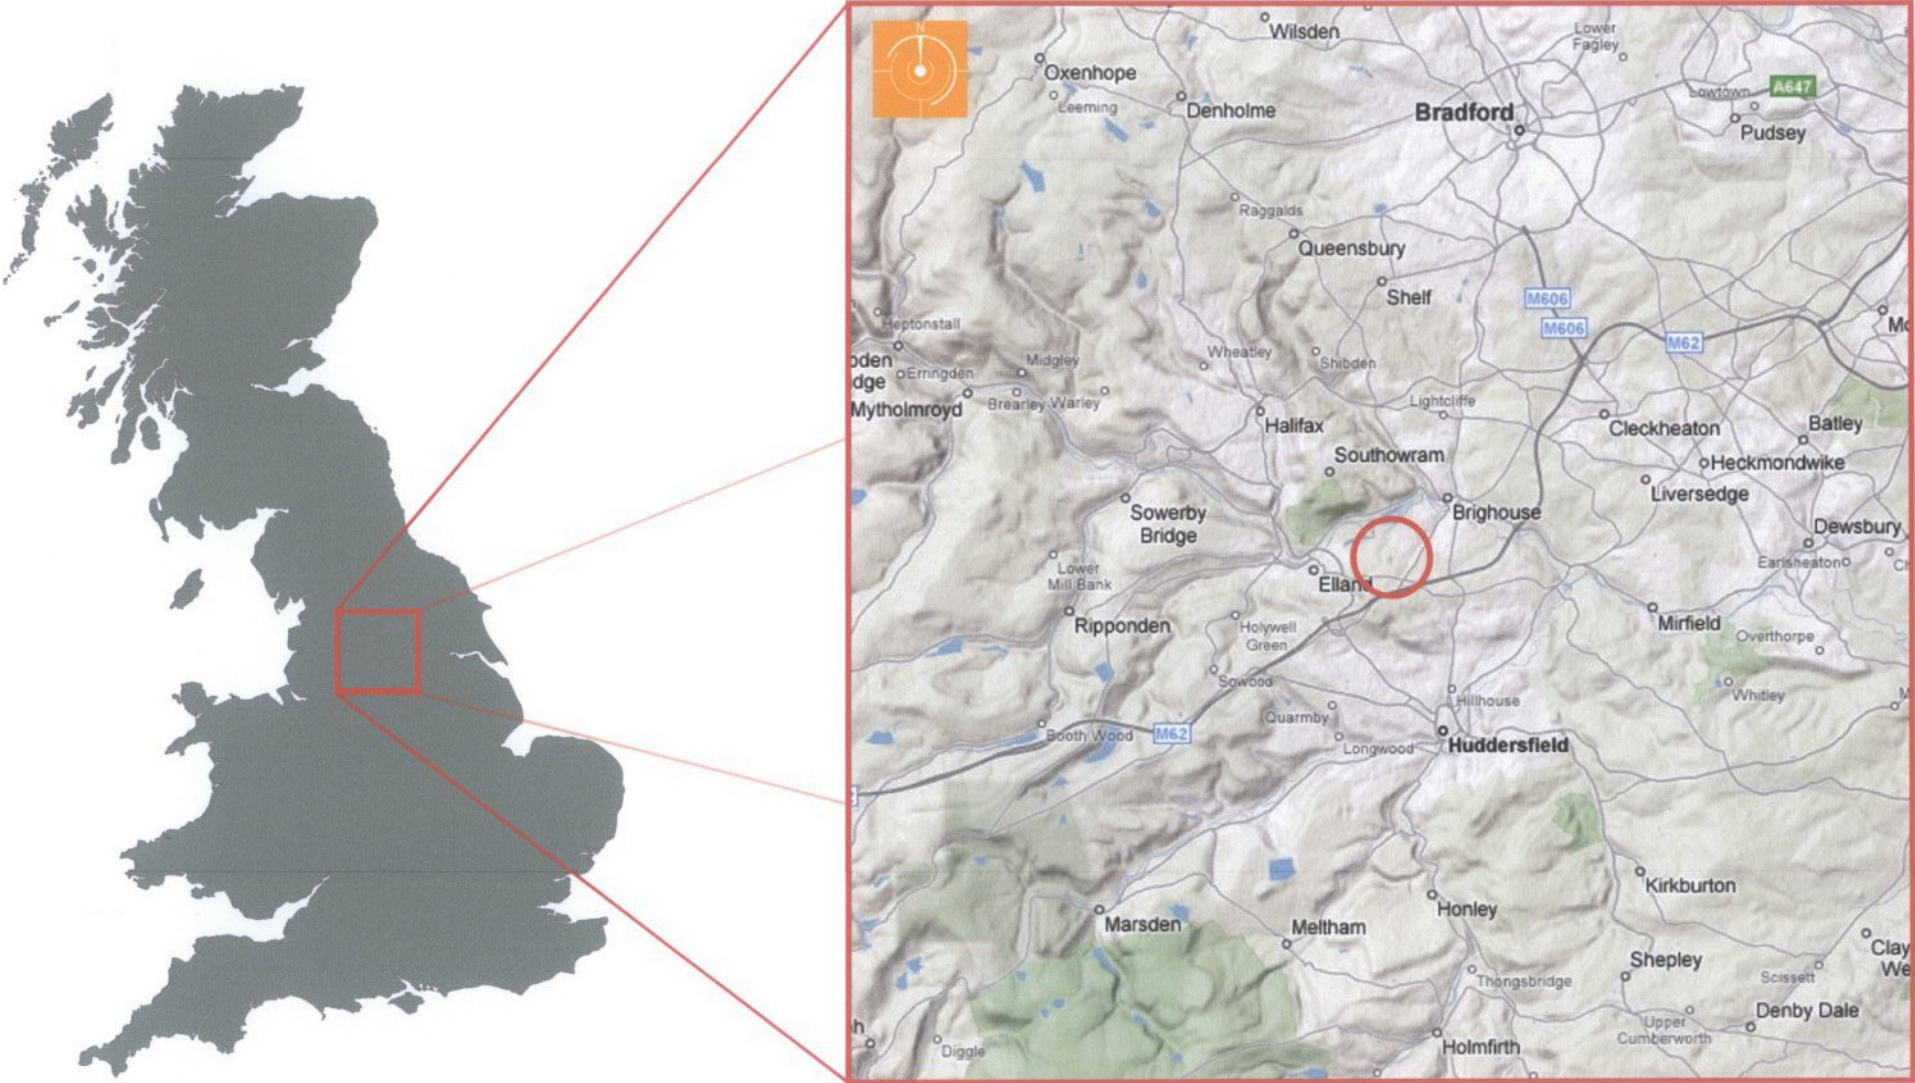 N
Wilsden
Lower
Fagley
Oxenhope
Leeming
Denholme
Bradford
Lowtown
A647
Pudsey
Raggalds
Queensbury
Shelf
M606
M606
M62
Heptonstall
Midgley
Wheatley
Shibden
Erringden
Mytholmroyd
Brearley
Warley
Halifax
Lightcliffe
Cleckheaton
Batley
Southowram
Heckmondwike
Liversedge
Sowerby
Bridge
Brighouse
Dewsbury
Earlsheaton
Lower
Mill Bank
Elland
Ripponden
Holywell
Green
Mirfield
Overthorpe
Sowood
Whitley
Hillhouse
Quarmby
Booth Wood
M62
Longwood
Huddersfield
Kirkburton
Honley
Marsden
Meltham
Shepley
Clay
We
Scissett
Thongsbridge
Denby Dale
Upper
Cumberworth
Diggle
Holmfirth